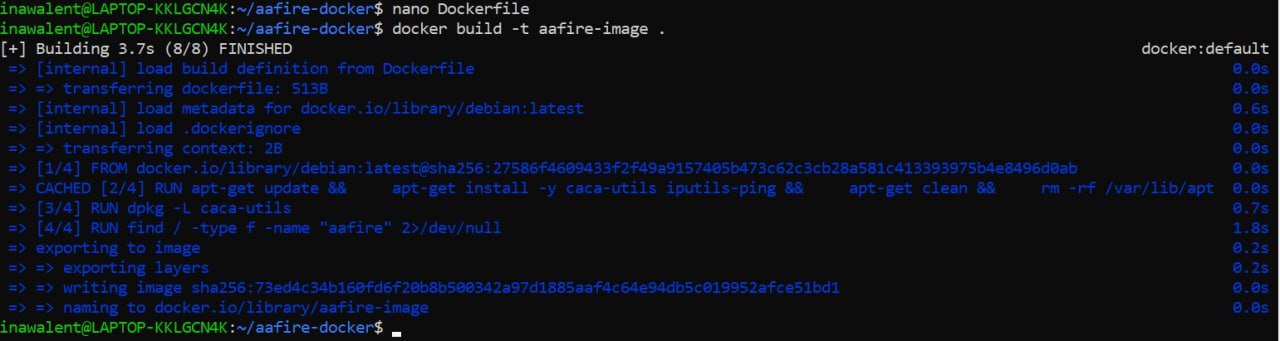 inawalent@LAPTOP-KKLGCN4K:~/aafire-docker$ nano Dockerfile
inawalent@LAPTOP-KKLGCN4K:~/aafire-docker$ docker build -t aafire-image .
[+] Building 3.7s (8/8) FINISHED docker:default
=> [internal] load build definition from Dockerfile 0.0s
=> => transferring dockerfile: 513B 0.0s
=> [internal] load metadata for docker.io/library/debian:latest 0.6s
=> [internal] load .dockerignore 0.0s
=> => transferring context: 2B 0.0s
=> [1/4] FROM docker.io/library/debian:latest@sha256:27586f4609433f2f49a9157405b473c62c3cb28a581c413393975b4e8496d0ab 0.0s
=> CACHED [2/4] RUN apt-get update && apt-get install -y caca-utils iputils-ping && apt-get clean && rm -rf /var/lib/apt 0.0s
=> [3/4] RUN dpkg -L caca-utils 0.7s
=> [4/4] RUN find / -type f -name "aafire" 2>/dev/null 1.8s
=> exporting to image 0.2s
=> => exporting layers 0.2s
=> => writing image sha256:73ed4c34b160fd6f20b8b500342a97d1885aaf4c64e94db5c019952afce51bd1 0.0s
=> => naming to docker.io/library/aafire-image 0.0s
inawalent@LAPTOP-KKLGCN4K:~/aafire-docker$